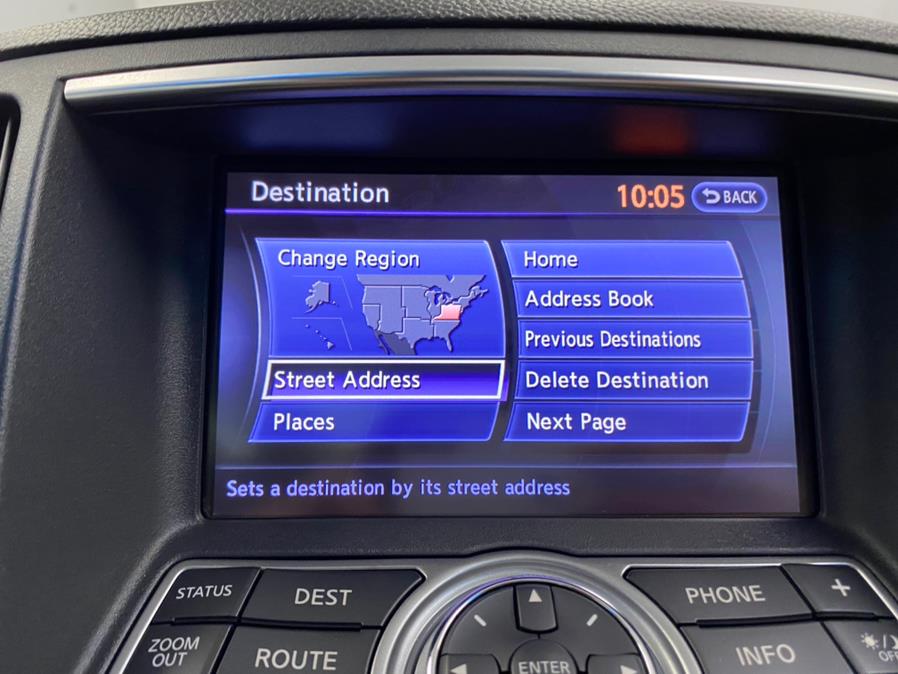 Destination
10:05 BACK
Change Region
Street Address
Places
Home
Address Book
Previous Destinations
Delete Destination
Next Page
Sets a destination by its street address
STATUS
DEST
PHONE
+
ZOOM
OUT
ROUTE
ENTER
INFO
OFF